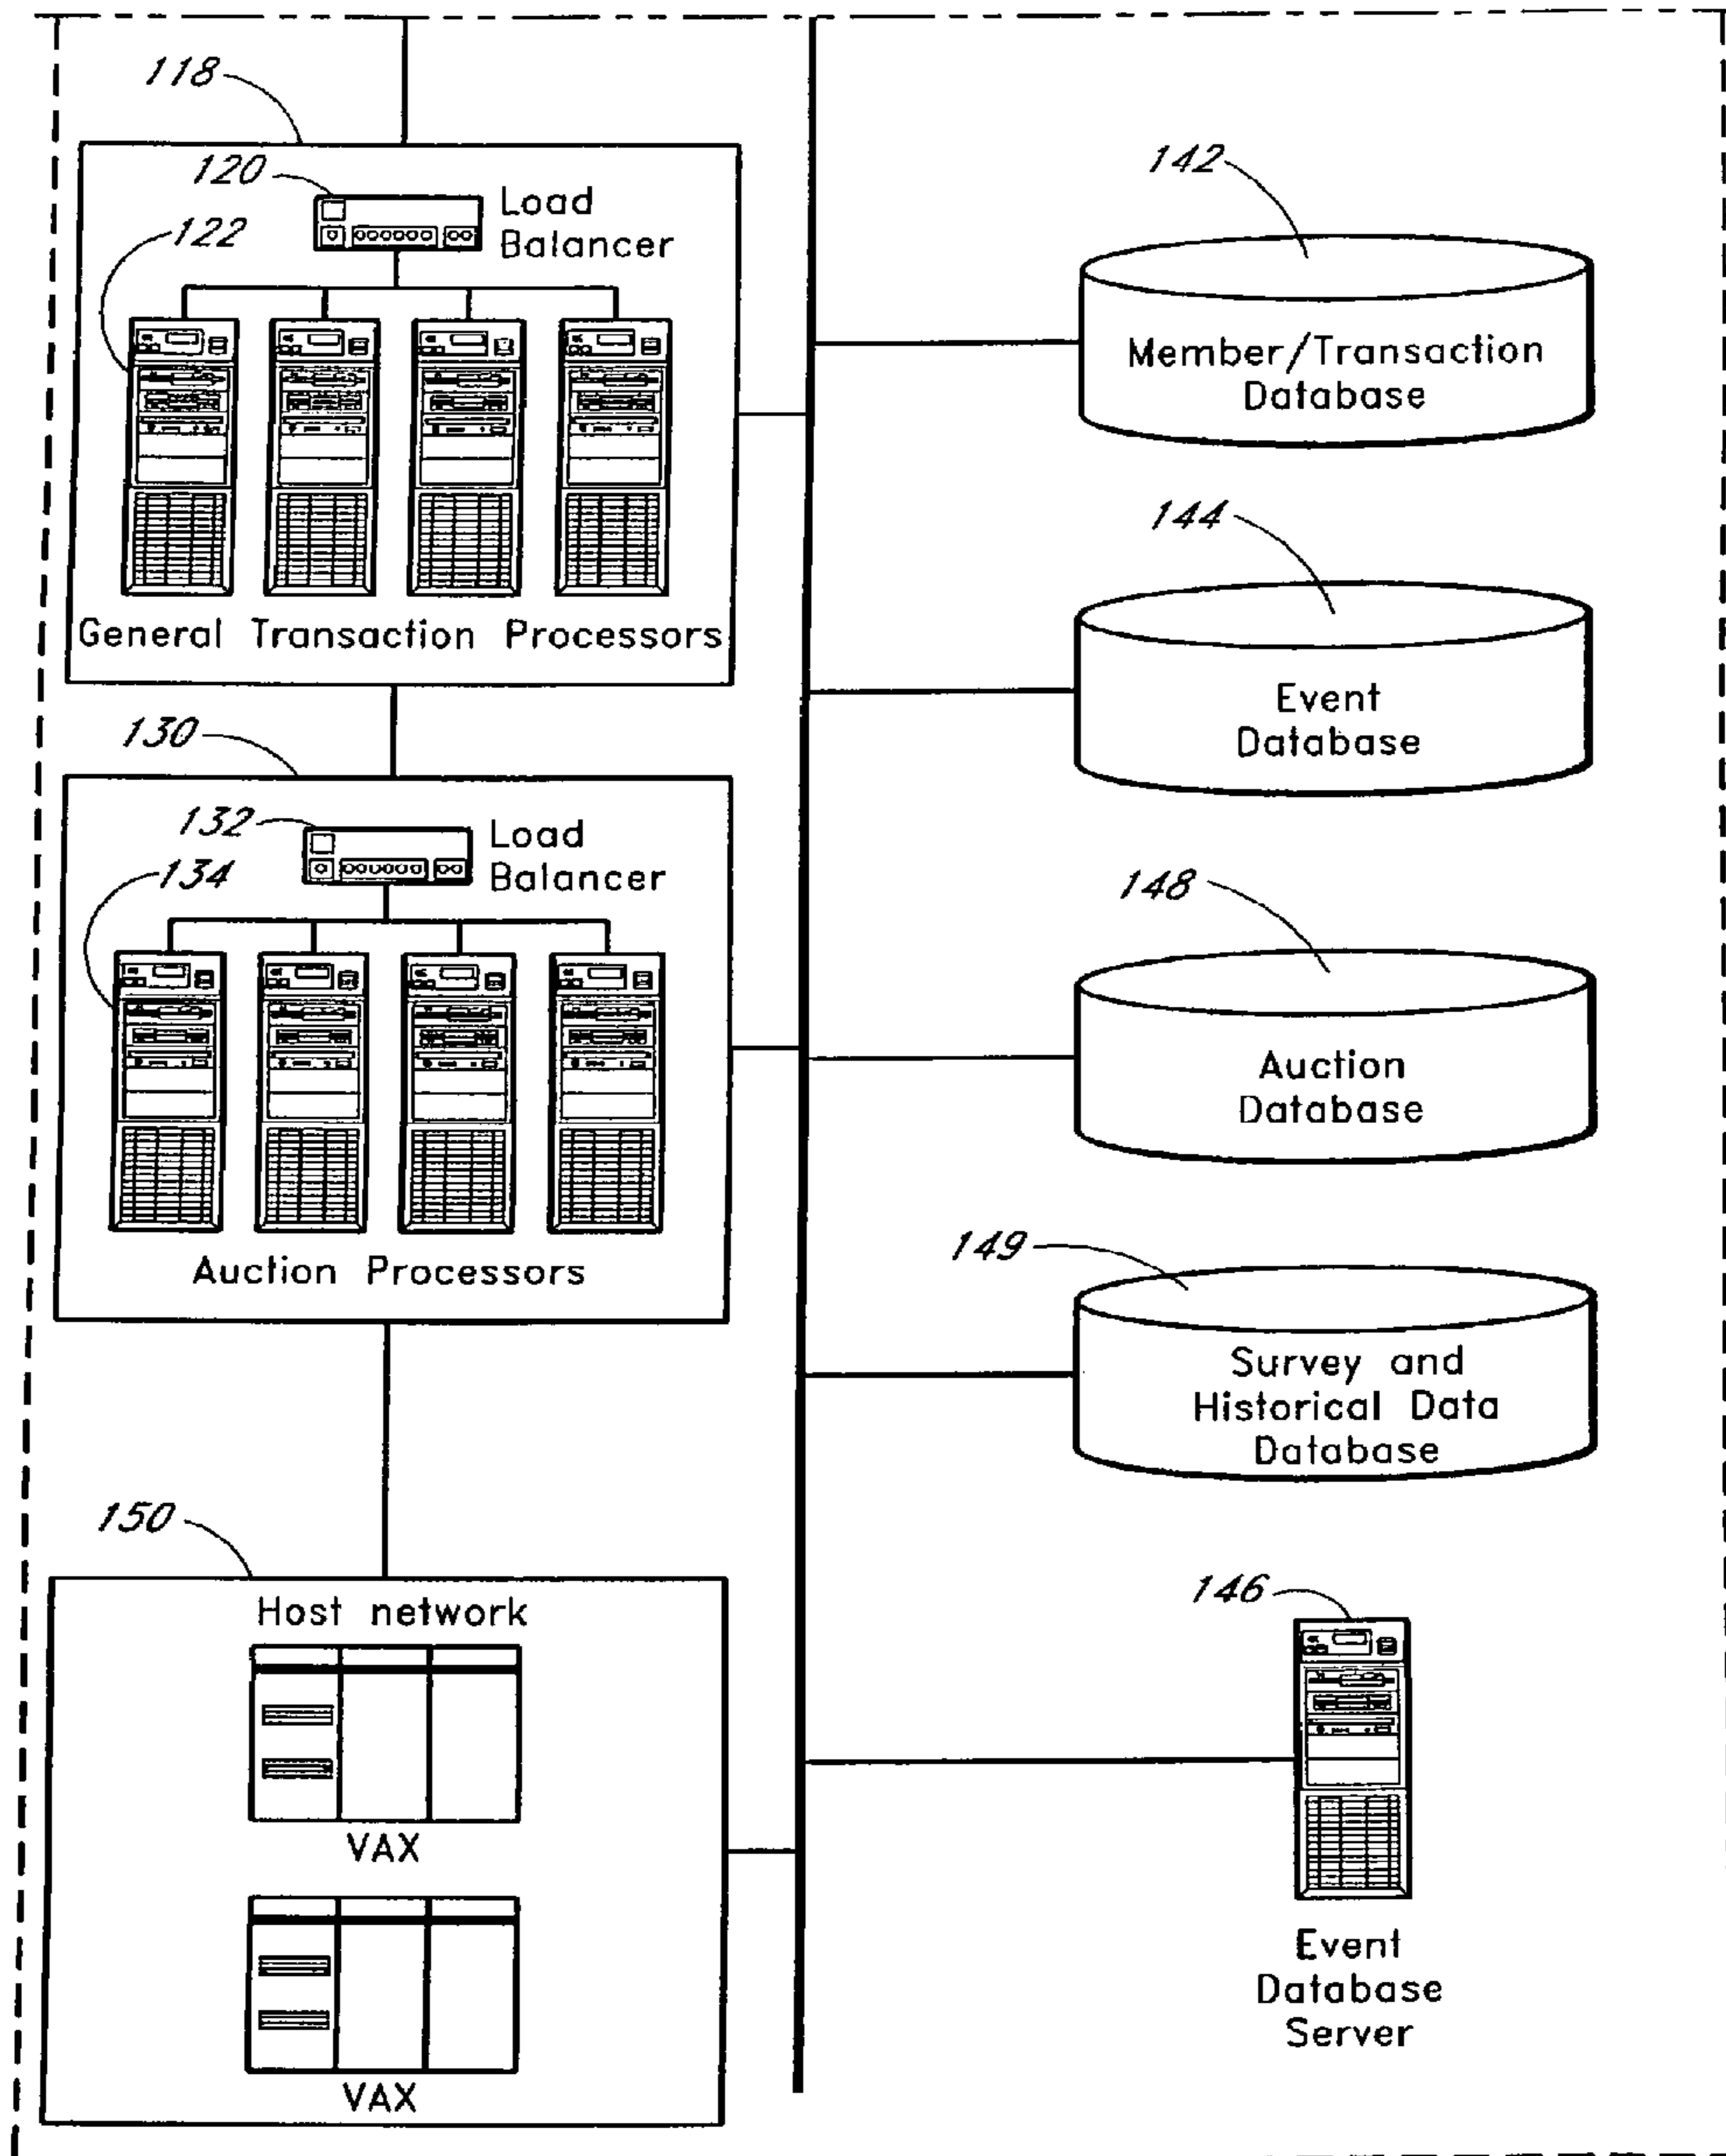 118
120
Load
Balancer
122
General Transaction Processors
130
132
Load
Balancer
134
Auction Processors
150
Host network
VAX
VAX
142
Member/Transaction
Database
144
Event
Database
148
Auction
Database
149
Survey and
Historical Data
Database
146
Event
Database
Server